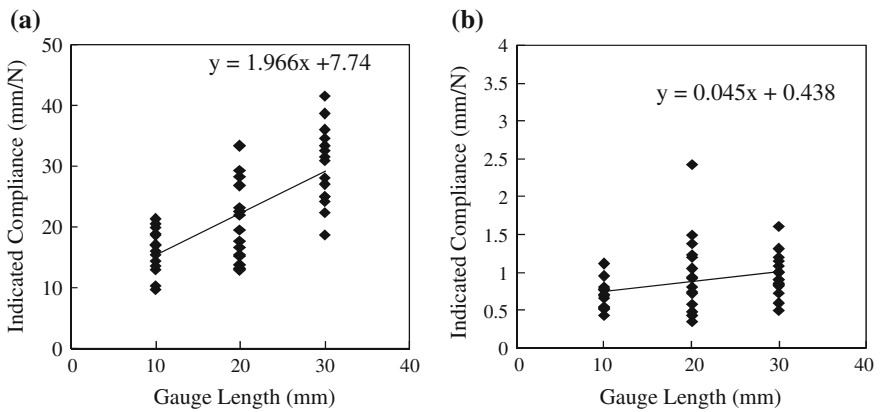 (a)
50
40
30
20
10
0
0 10 20 30 40
Indicated Compliance (mm/N)
Gauge Length (mm)
y = 1.966x +7.74
(b)
4
3.5
3
2.5
2
1.5
1
0.5
0
0 10 20 30 40
Indicated Compliance (mm/N)
Gauge Length (mm)
y = 0.045x + 0.438